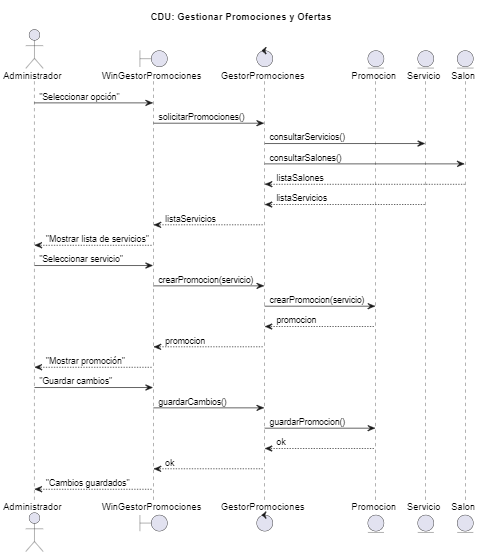 CDU: Gestionar Promociones y Ofertas
Administrador WinGestorPromociones GestorPromociones Promocion Servicio Salon
"Seleccionar opción"
solicitarPromociones()
consultarServicios()
consultarSalones()
listaSalones
listaServicios
listaServicios
"Mostrar lista de servicios"
"Seleccionar servicio"
crearPromocion(servicio)
crearPromocion(servicio)
promocion
promocion
"Mostrar promoción"
"Guardar cambios"
guardarCambios()
guardarPromocion()
ok
ok
"Cambios guardados"
Administrador WinGestorPromociones GestorPromociones Promocion Servicio Salon